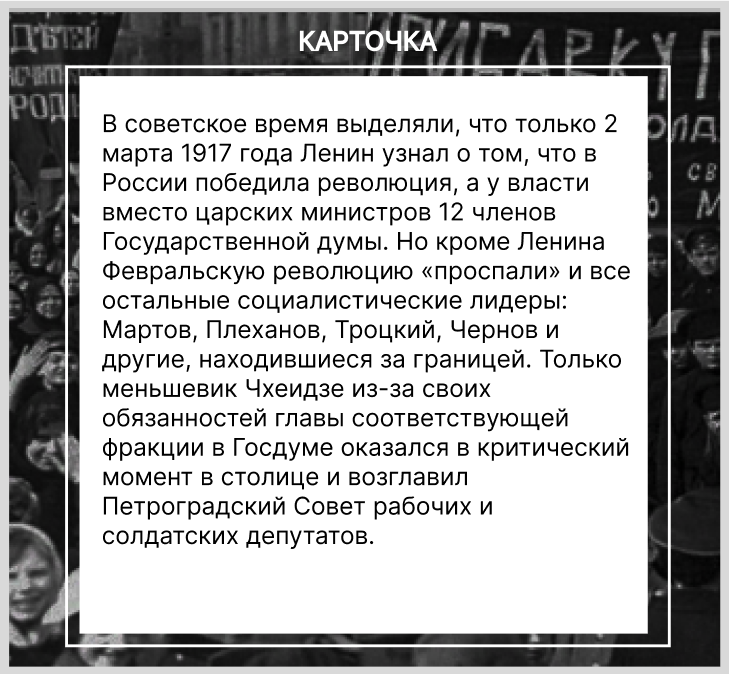 КАРТОЧКА
ДѢТЕЙ
РОД
В советское время выделяли, что только 2
марта 1917 года Ленин узнал о том, что в
России победила революция, а у власти
вместо царских министров 12 членов
Государственной думы. Но кроме Ленина
Февральскую революцию «проспали» и все
остальные социалистические лидеры:
Мартов, Плеханов, Троцкий, Чернов и
другие, находившиеся за границей. Только
меньшевик Чхеидзе из-за своих
обязанностей главы соответствующей
фракции в Госдуме оказался в критический
момент в столице и возглавил
Петроградский Совет рабочих и
солдатских депутатов.